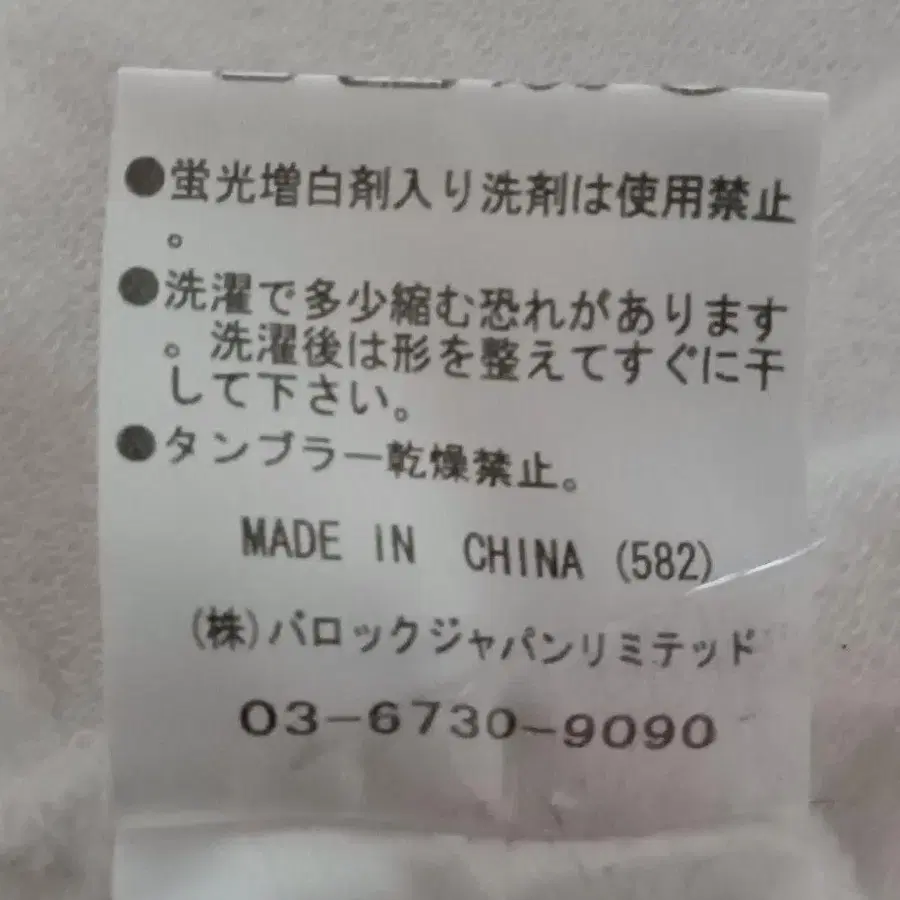 ●蛍光増白剤入り洗剤は使用禁止
。
●洗濯で多少縮む恐れがあります
。洗濯後は形を整えてすぐに干
して下さい。
●タンブラー乾燥禁止。
MADE IN CHINA (582)
(株)バロックジャパンリミテッド
03-6730-9090